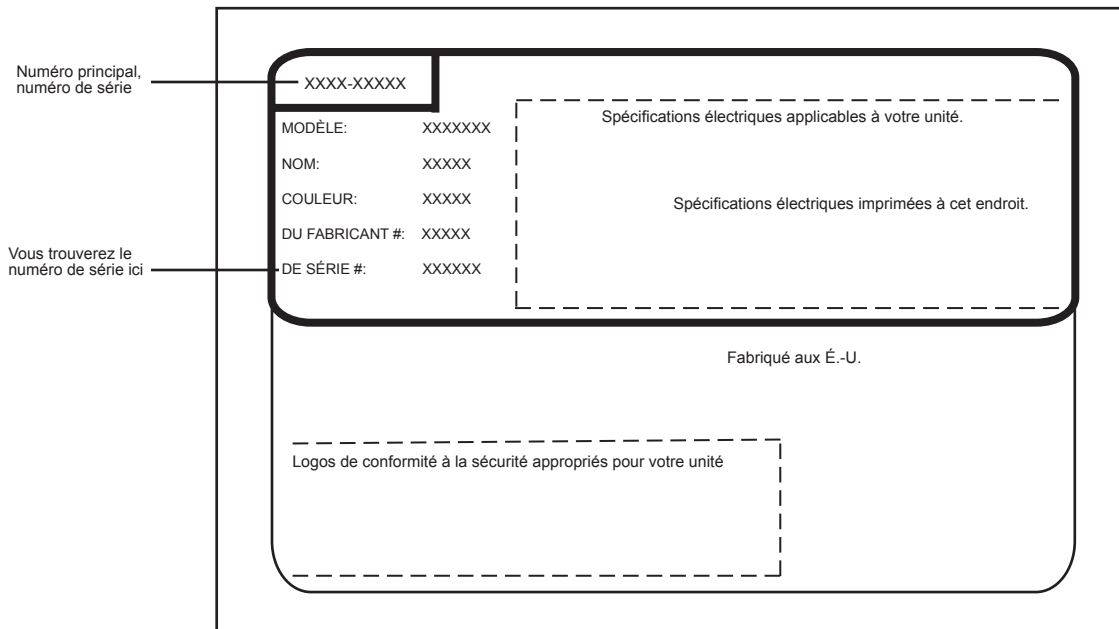 Numéro principal,
numéro de série
XXXX-XXXXX
MODÈLE: XXXXXXX
NOM: XXXXX
COULEUR: XXXXX
DU FABRICANT #: XXXXX
Vous trouverez le
numéro de série ici
DE SÉRIE #: XXXXXX
Spécifications électriques applicables à votre unité.
Spécifications électriques imprimées à cet endroit.
Fabriqué aux É.-U.
Logos de conformité à la sécurité appropriés pour votre unité